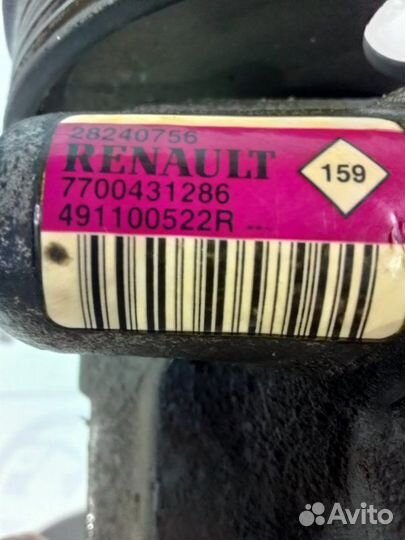 28240756
RENAULT
159
7700431286
491100522R ---
Avito